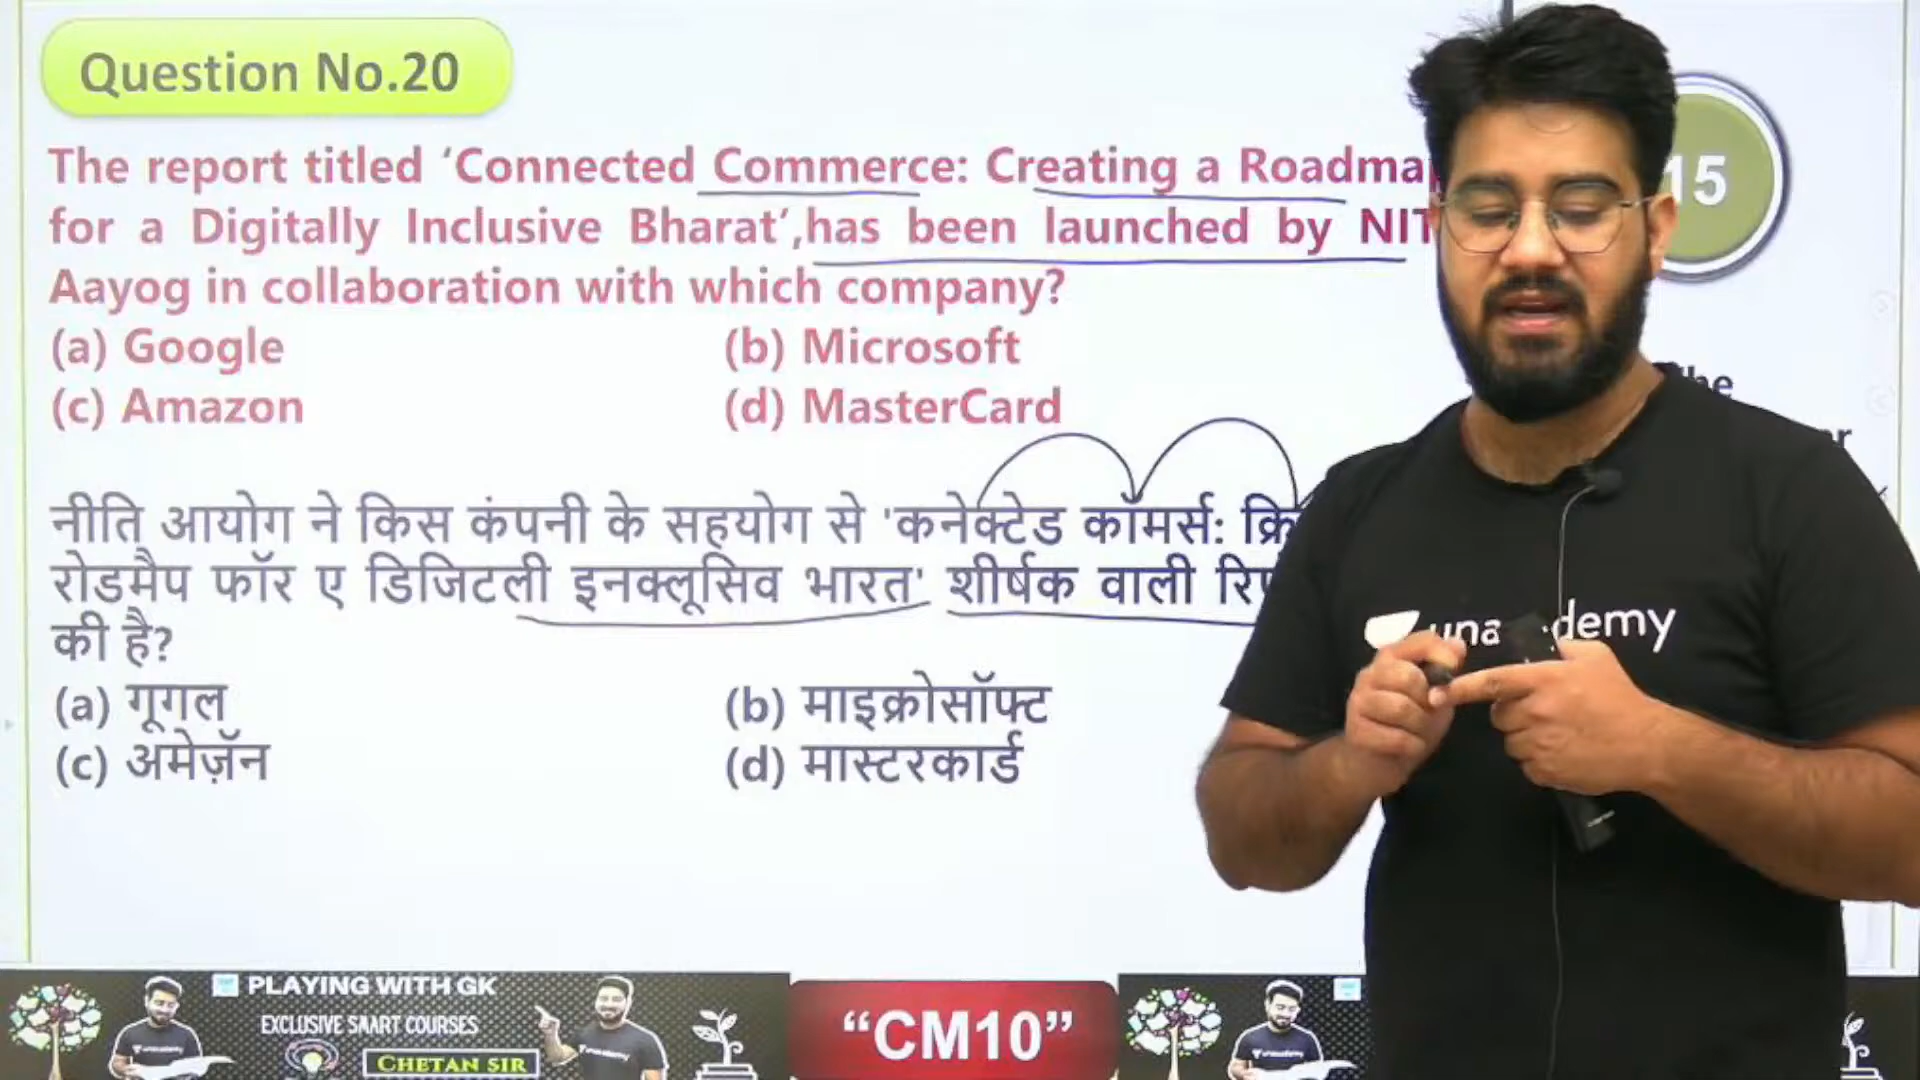 Question No.20
15
The report titled ‘Connected Commerce: Creating a Roadma
for a Digitally Inclusive Bharat’,has been launched by NIT
Aayog in collaboration with which company?
(a) Google
(b) Microsoft
(c) Amazon
(d) MasterCard
नीति आयोग ने किस कंपनी के सहयोग से 'कनेक्टेड कॉमर्स: क्रि
रोडमैप फॉर ए डिजिटली इनक्लूसिव भारत' शीर्षक वाली रिप
की है?
(a) गूगल
(b) माइक्रोसॉफ्ट
(c) अमेज़ॅन
(d) मास्टरकार्ड
unacademy
PLAYING WITH GK
EXCLUSIVE SMART COURSES
CHETAN SIR
“CM10”